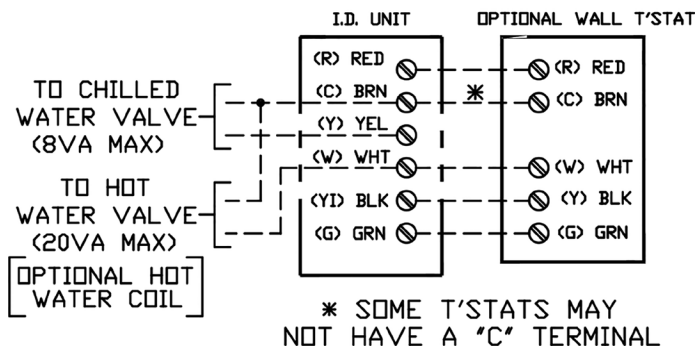 I.D. UNIT
OPTIONAL WALL T'STAT
(R) RED
(C) BRN
(Y) YEL
(W) WHT
(YI) BLK
(G) GRN
*
(R) RED
(C) BRN
(W) WHT
(Y) BLK
(G) GRN
TO CHILLED
WATER VALVE
(8VA MAX)
TO HOT
WATER VALVE
(20VA MAX)
[OPTIONAL HOT
WATER COIL]
* SOME T'STATS MAY
NOT HAVE A "C" TERMINAL